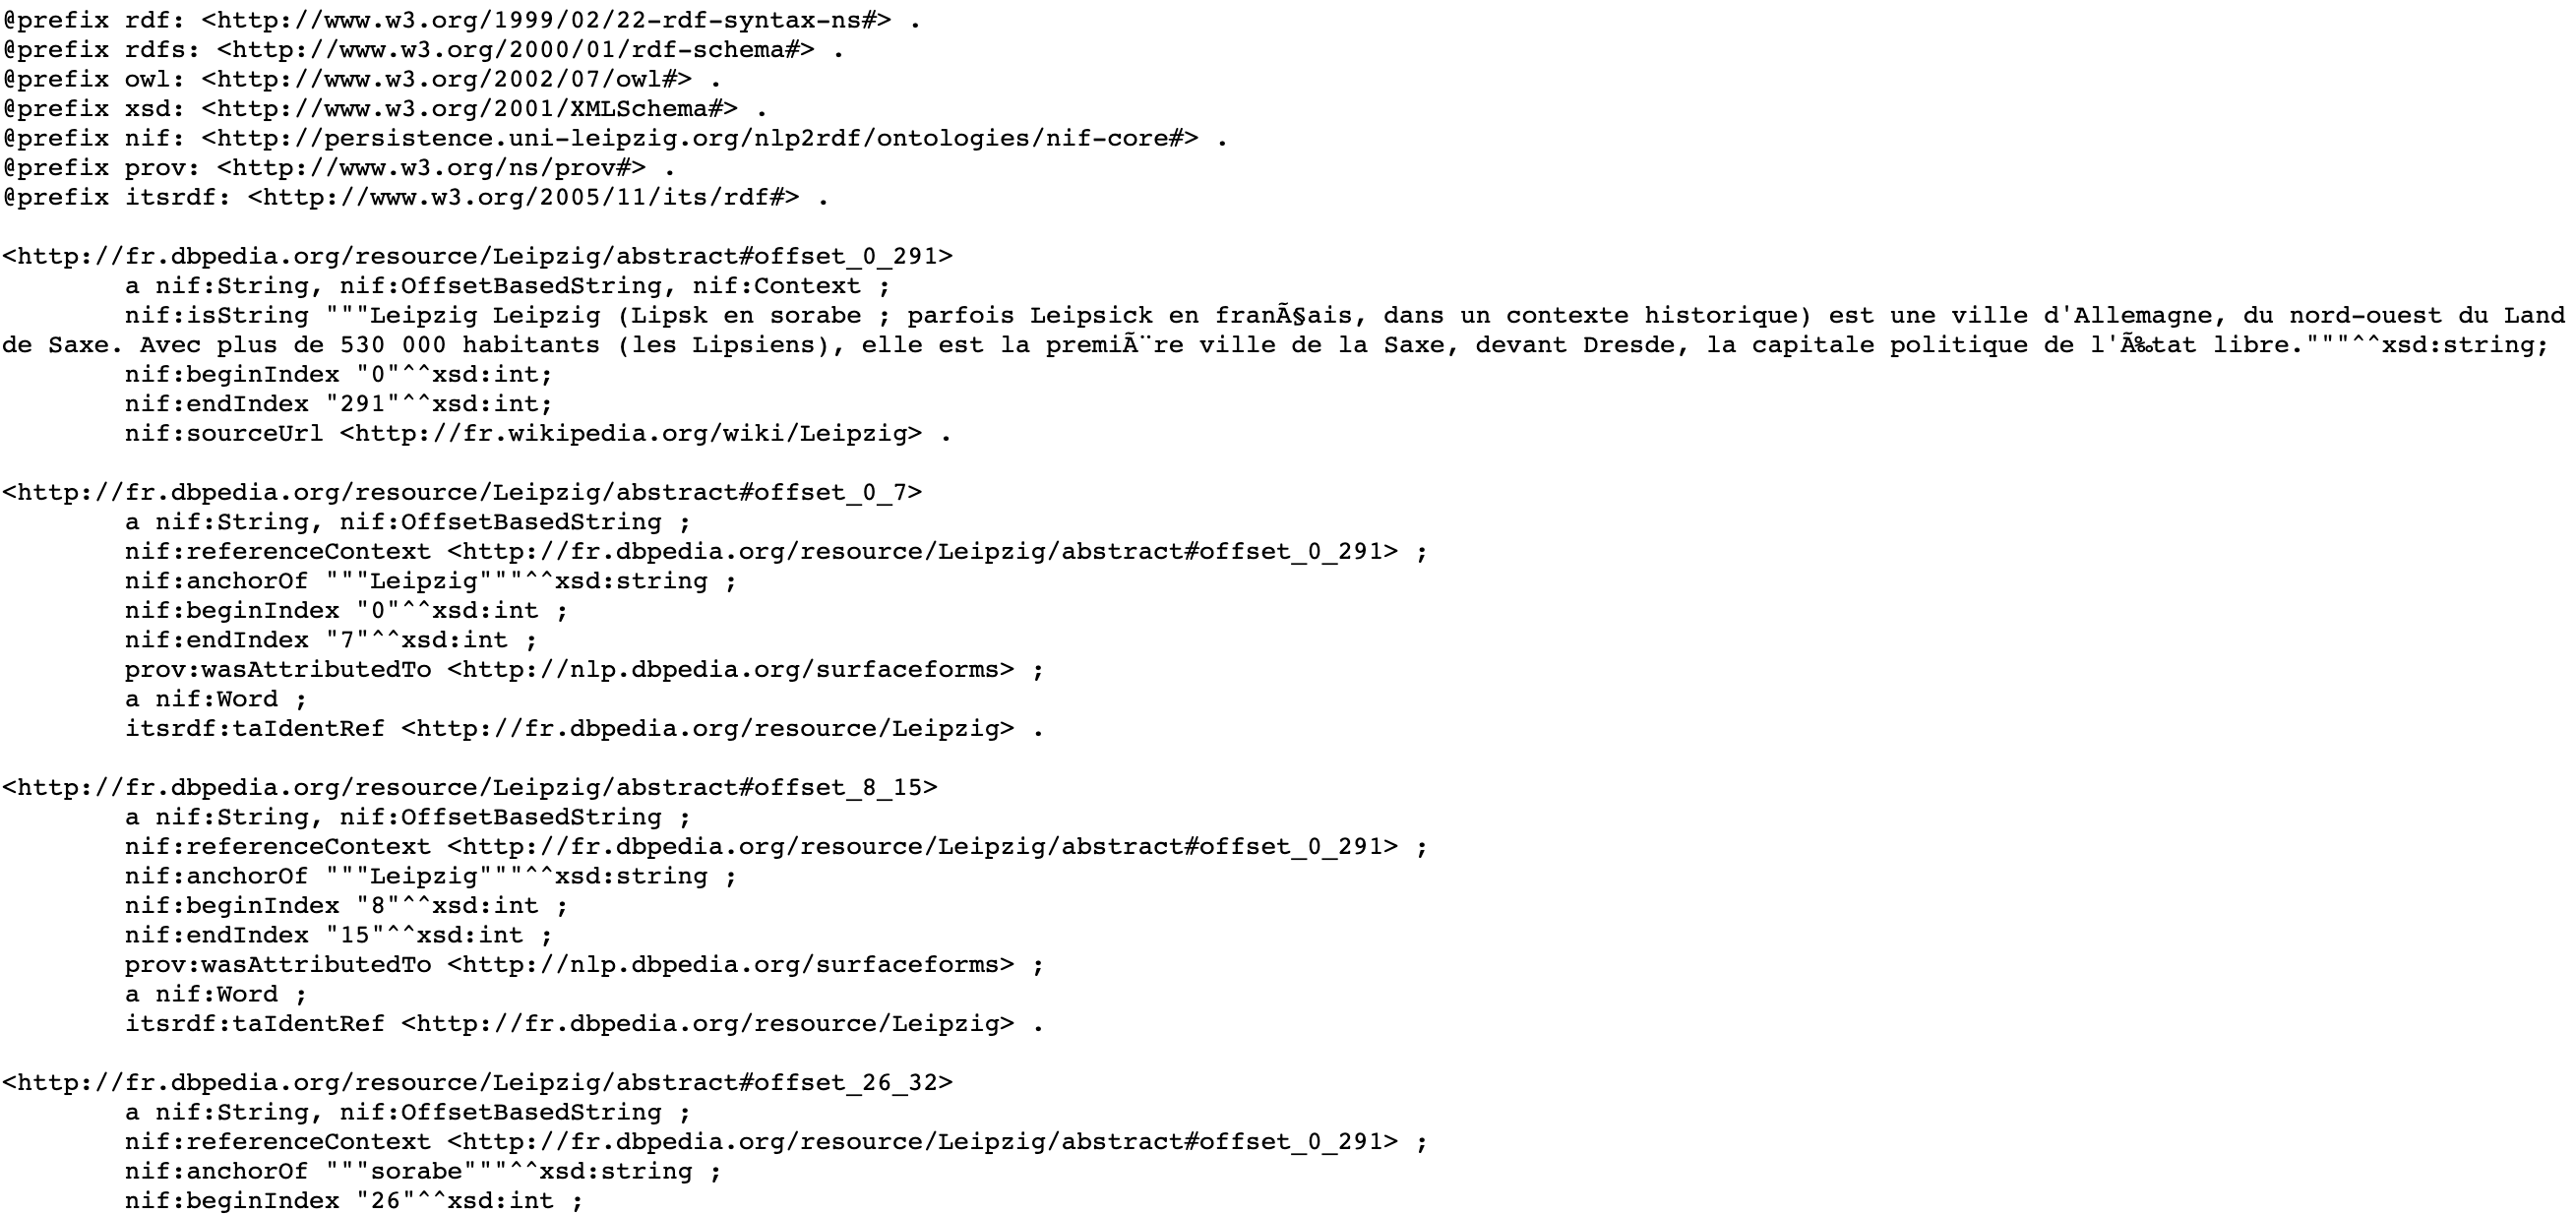 @prefix rdf: <http://www.w3.org/1999/02/22-rdf-syntax-ns#> .
@prefix rdfs: <http://www.w3.org/2000/01/rdf-schema#> .
@prefix owl: <http://www.w3.org/2002/07/owl#> .
@prefix xsd: <http://www.w3.org/2001/XMLSchema#> .
@prefix nif: <http://persistence.uni-leipzig.org/nlp2rdf/ontologies/nif-core#> .
@prefix prov: <http://www.w3.org/ns/prov#> .
@prefix itsrdf: <http://www.w3.org/2005/11/its/rdf#> .

<http://fr.dbpedia.org/resource/Leipzig/abstract#offset_0_291>
        a nif:String, nif:OffsetBasedString, nif:Context ;
        nif:isString """Leipzig Leipzig (Lipsk en sorabe ; parfois Leipsick en franÃ§ais, dans un contexte historique) est une ville d'Allemagne, du nord-ouest du Land
de Saxe. Avec plus de 530 000 habitants (les Lipsiens), elle est la premiÃ¨re ville de la Saxe, devant Dresde, la capitale politique de l'Ã‰tat libre."""^^xsd:string;
        nif:beginIndex "0"^^xsd:int;
        nif:endIndex "291"^^xsd:int;
        nif:sourceUrl <http://fr.wikipedia.org/wiki/Leipzig> .

<http://fr.dbpedia.org/resource/Leipzig/abstract#offset_0_7>
        a nif:String, nif:OffsetBasedString ;
        nif:referenceContext <http://fr.dbpedia.org/resource/Leipzig/abstract#offset_0_291> ;
        nif:anchorOf """Leipzig"""^^xsd:string ;
        nif:beginIndex "0"^^xsd:int ;
        nif:endIndex "7"^^xsd:int ;
        prov:wasAttributedTo <http://nlp.dbpedia.org/surfaceforms> ;
        a nif:Word ;
        itsrdf:taIdentRef <http://fr.dbpedia.org/resource/Leipzig> .

<http://fr.dbpedia.org/resource/Leipzig/abstract#offset_8_15>
        a nif:String, nif:OffsetBasedString ;
        nif:referenceContext <http://fr.dbpedia.org/resource/Leipzig/abstract#offset_0_291> ;
        nif:anchorOf """Leipzig"""^^xsd:string ;
        nif:beginIndex "8"^^xsd:int ;
        nif:endIndex "15"^^xsd:int ;
        prov:wasAttributedTo <http://nlp.dbpedia.org/surfaceforms> ;
        a nif:Word ;
        itsrdf:taIdentRef <http://fr.dbpedia.org/resource/Leipzig> .

<http://fr.dbpedia.org/resource/Leipzig/abstract#offset_26_32>
        a nif:String, nif:OffsetBasedString ;
        nif:referenceContext <http://fr.dbpedia.org/resource/Leipzig/abstract#offset_0_291> ;
        nif:anchorOf """sorabe"""^^xsd:string ;
        nif:beginIndex "26"^^xsd:int ;